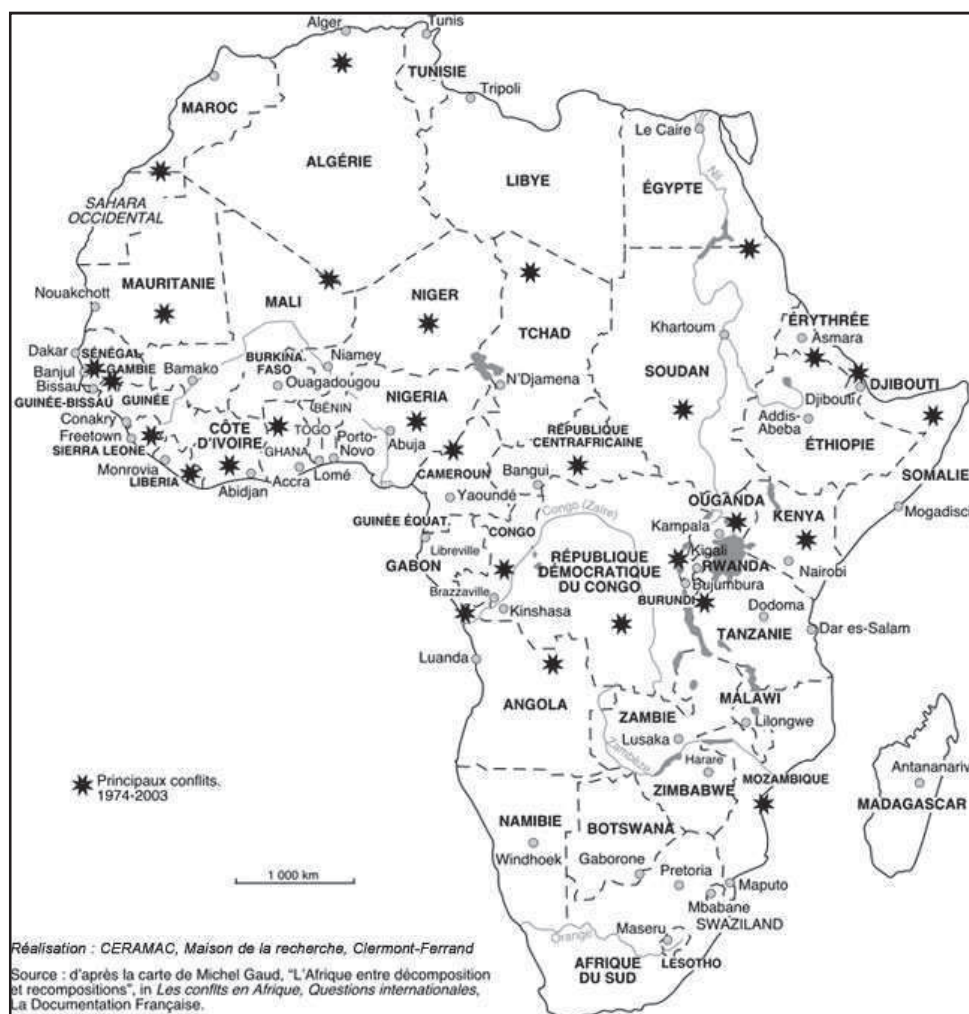 Alger
Tunis
TUNISIE
MAROC
Tripoli
Le Caire
ALGÉRIE
LIBYE
ÉGYPTE
Nil
SAHARA
OCCIDENTAL
MAURITANIE
Nouakchott
MALI
NIGER
TCHAD
Khartoum
ÉRYTHRÉE
Asmara
Dakar
SÉNÉGAL
Banjul
GAMBIE
Bissau
GUINÉE-BISSAU
GUINÉE
Bamako
BURKINA
FASO
Niamey
Ouagadougou
N'Djamena
SOUDAN
DJIBOUTI
Djibouti
BÉNIN
NIGERIA
Conakry
Freetown
SIERRA LEONE
CÔTE
D'IVOIRE
TOGO
GHANA
Porto-
Novo
Abuja
RÉPUBLIQUE
CENTRAFRICAINE
Addis-
Abeba
ÉTHIOPIE
Monrovia
LIBERIA
Abidjan
Accra
Lomé
CAMEROUN
Bangui
SOMALIE
Yaoundé
OUGANDA
KENYA
Mogadisci
GUINÉE ÉQUAT.
CONGO
Congo (Zaïre)
Kampala
Libreville
GABON
RÉPUBLIQUE
DÉMOCRATIQUE
DU CONGO
Kigali
RWANDA
Nairobi
Bujumbura
Brazzaville
Kinshasa
BURUNDI
Dodoma
TANZANIE
Dar es-Salam
Luanda
ANGOLA
MALAWI
ZAMBIE
Lilongwe
Lusaka
Zambèze
Harare
MOZAMBIQUE
ZIMBABWE
Antananariv
MADAGASCAR
Principaux conflits.
1974-2003
NAMIBIE
BOTSWANA
Windhoek
Gaborone
Pretoria
1 000 km
Maputo
Mbabane
SWAZILAND
Orange
Maseru
LESOTHO
AFRIQUE
DU SUD
Réalisation : CERAMAC, Maison de la recherche, Clermont-Ferrand
Source : d'après la carte de Michel Gaud, "L'Afrique entre décomposition
et recompositions", in Les conflts en Afrique, Questions internationales,
La Documentation Française.